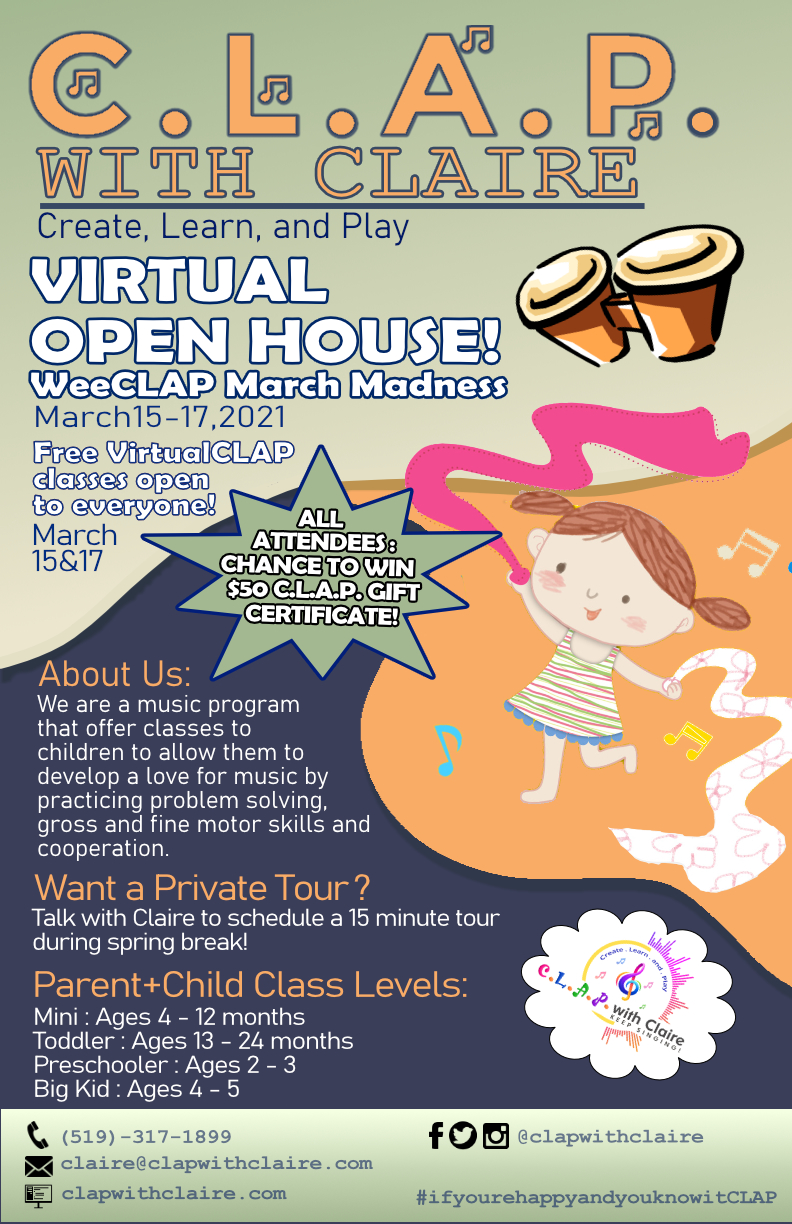 C.L.A.P.
WITH CLAIRE
Create, Learn, and Play
VIRTUAL
OPEN HOUSE!
WeeCLAP March Madness
March15-17,2021
Free VirtualCLAP
classes open
to everyone!
March
15&17
ALL
ATTENDEES:
CHANCE TO WIN
$50 C.L.A.P. GIFT
CERTIFICATE!
About Us:
We are a music program
that offer classes to
children to allow them to
develop a love for music by
practicing problem solving,
gross and fine motor skills and
cooperation.
Want a Private Tour?
Talk with Claire to schedule a 15 minute tour
during spring break!
Parent+Child Class Levels:
Mini : Ages 4 - 12 months
Toddler : Ages 13 - 24 months
Preschooler : Ages 2 - 3
Big Kid : Ages 4 - 5
Create . Learn . and . Play
C.L.A.P. with Claire
KEEP SINGING!
(519)-317-1899
@clapwithclaire
claire@clapwithclaire.com
clapwithclaire.com
#ifyourehappyandyouknowitCLAP